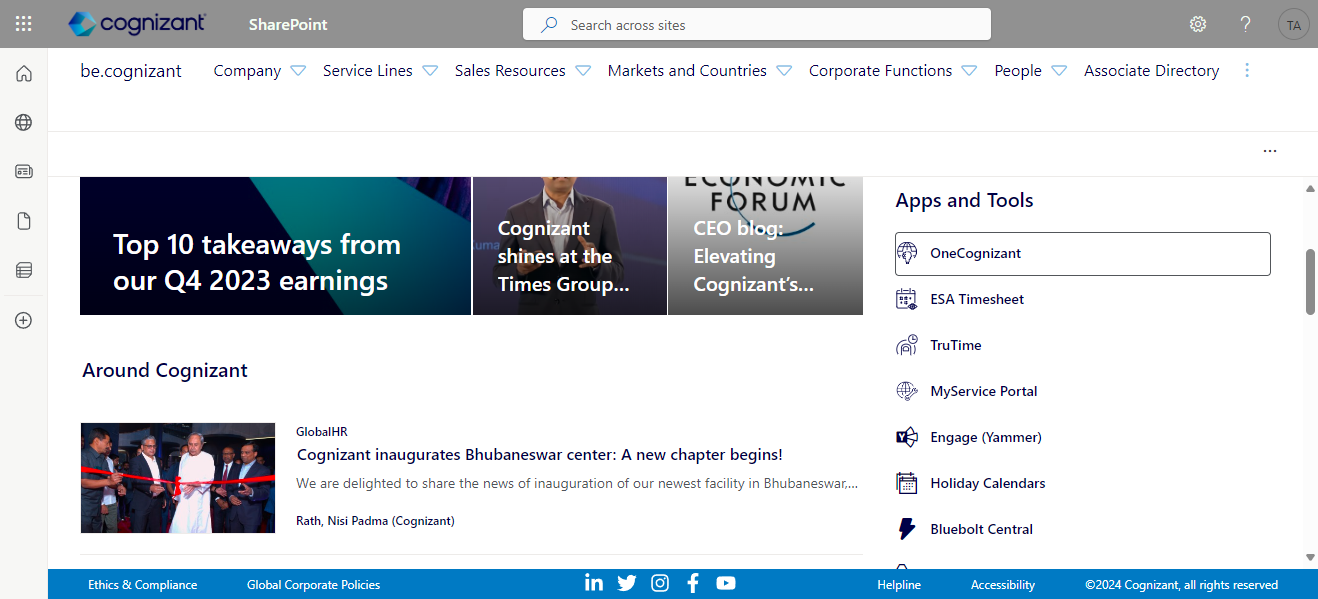 cognizant
SharePoint
Search across sites
?
TA
be.cognizant
Company
Service Lines
Sales Resources
Markets and Countries
Corporate Functions
People
Associate Directory
Top 10 takeaways from
our Q4 2023 earnings
Cognizant
shines at the
Times Group...
ECONOMIC
FORUM
CEO blog:
Elevating
Cognizant's...
Apps and Tools
OneCognizant
ESA Timesheet
TruTime
MyService Portal
Engage (Yammer)
Holiday Calendars
Bluebolt Central
Around Cognizant
GlobalHR
Cognizant inaugurates Bhubaneswar center: A new chapter begins!
We are delighted to share the news of inauguration of our newest facility in Bhubaneswar,...
Rath, Nisi Padma (Cognizant)
Ethics & Compliance
Global Corporate Policies
Helpline
Accessibility
©2024 Cognizant, all rights reserved